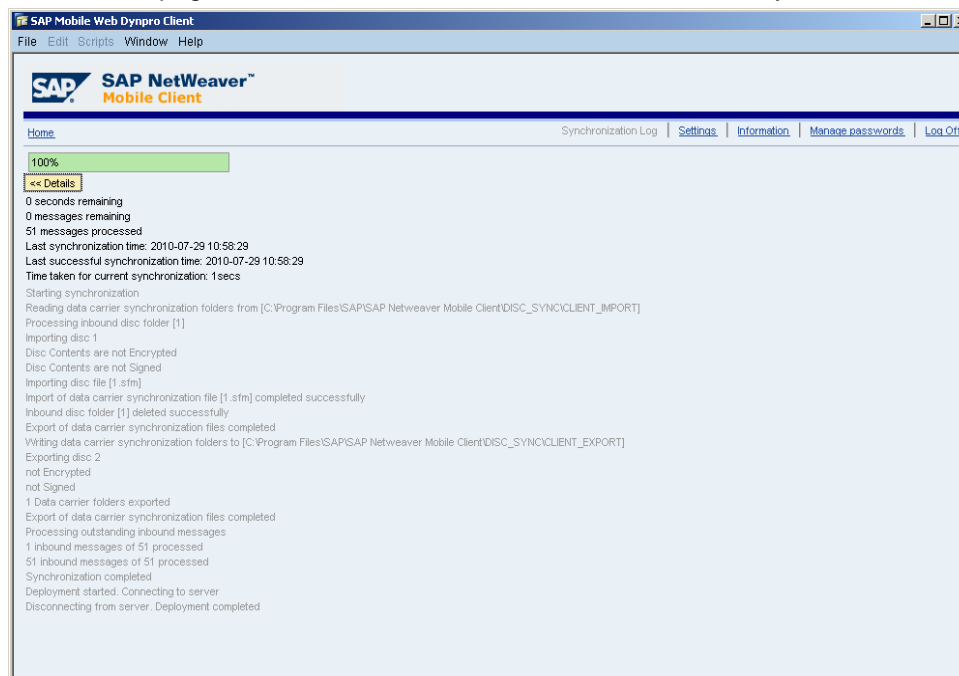 SAP Mobile Web Dynpro Client
File Edit Scripts Window Help
SAP SAP NetWeaver™
Mobile Client
Home Synchronization Log | Settings | Information | Manage passwords | Log Off
100%
<< Details
0 seconds remaining
0 messages remaining
51 messages processed
Last synchronization time: 2010-07-29 10:58:29
Last successful synchronization time: 2010-07-29 10:58:29
Time taken for current synchronization: 1secs
Starting synchronization
Reading data carrier synchronization folders from [C:\Program Files\SAP\SAP Netweaver Mobile Client\DISC_SYNC\CLIENT_IMPORT]
Processing inbound disc folder [1]
Importing disc 1
Disc Contents are not Encrypted
Disc Contents are not Signed
Importing disc file [1.sfm]
Import of data carrier synchronization file [1.sfm] completed successfully
Inbound disc folder [1] deleted successfully
Export of data carrier synchronization files completed
Writing data carrier synchronization folders to [C:\Program Files\SAP\SAP Netweaver Mobile Client\DISC_SYNC\CLIENT_EXPORT]
Exporting disc 2
not Encrypted
not Signed
1 Data carrier folders exported
Export of data carrier synchronization files completed
Processing outstanding inbound messages
1 inbound messages of 51 processed
51 inbound messages of 51 processed
Synchronization completed
Deployment started. Connecting to server
Disconnecting from server. Deployment completed